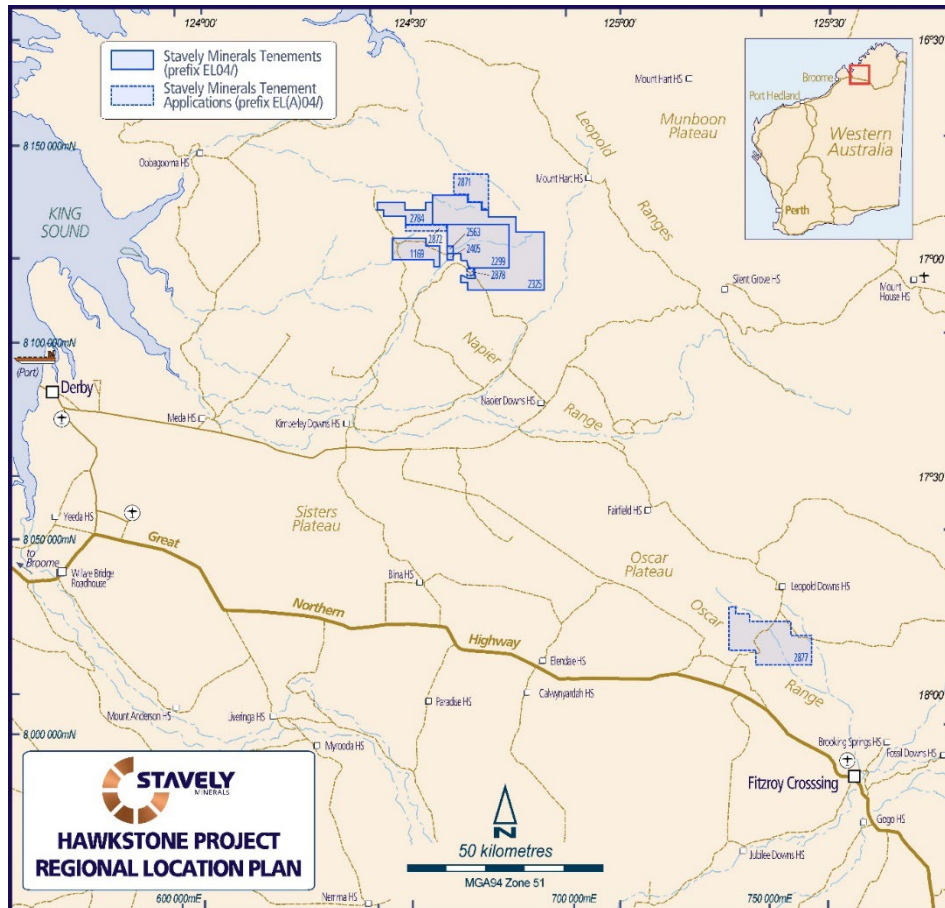 124°00'
124°30'
125°00'
125°30'
16°30'
Stavely Minerals Tenements
(prefix EL04/)
Stavely Minerals Tenement
Applications (prefix EL(A)04/)
Mount Hart HS
Munboon
Plateau
Broome
Port Hedland
Western
Australia
Perth
8 150 000mN
Oobagooma HS
Leopold
Ranges
Mount Hart HS
KING
SOUND
2871
2784
2563
2872
2405
1169
2299
2878
2325
17°00'
Silent Grove HS
Mount
House HS
Napier
Range
8 100 000mN
(Port)
Derby
Meda HS
Kimberley Downs HS
Napier Downs HS
17°30'
Sisters
Plateau
Fairfield HS
Yeeda HS
8 050 000mN
to
Broome
Willare Bridge
Roadhouse
Great
Northern
Highway
Blina HS
Oscar
Plateau
Leopold Downs HS
Oscar
Range
2877
Ellendale HS
Calwynyardah HS
18°00'
Mount Anderson HS
Liveringa HS
Paradise HS
8 000 000mN
Myrooda HS
Brooking Springs HS
Fossil Downs HS
Fitzroy Crosssing
Gogo HS
Jubilee Downs HS
STAVELY
MINERALS
HAWKSTONE PROJECT
REGIONAL LOCATION PLAN
N
50 kilometres
MGA94 Zone 51
600 000mE
Nerrima HS
700 000mE
750 000mE